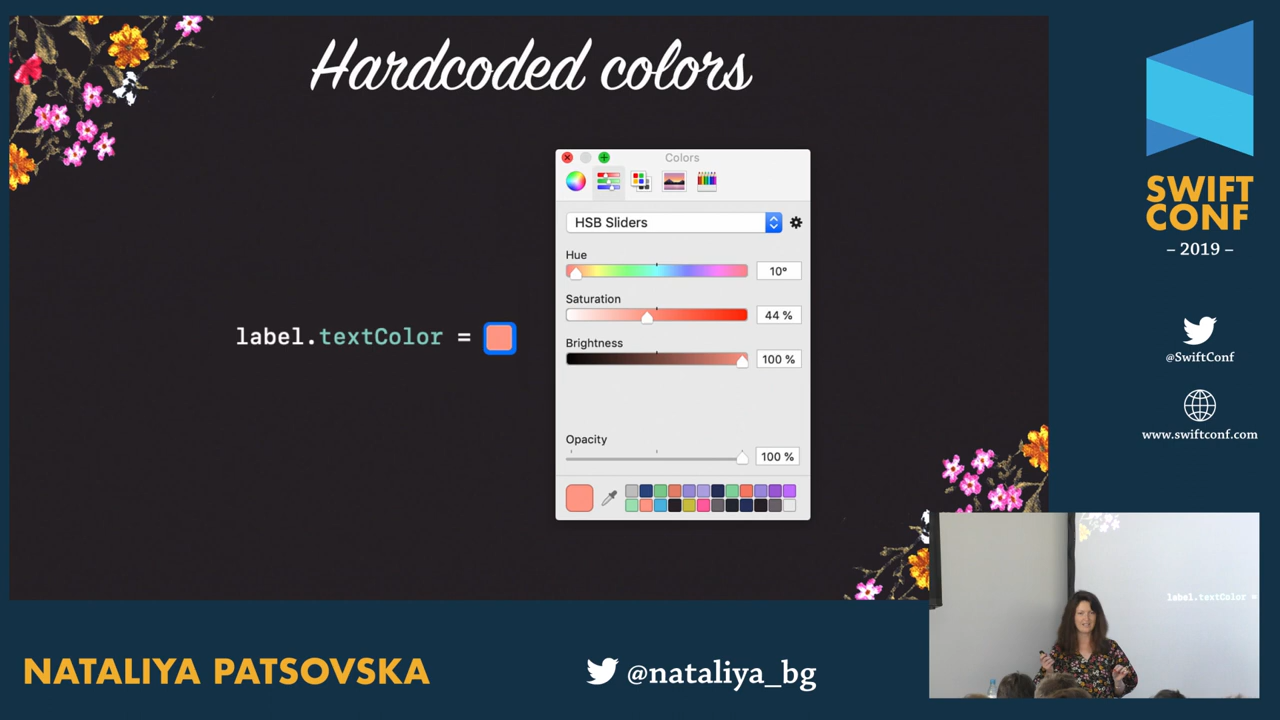 Hardcoded colors
label.textColor =
Colors
HSB Sliders
Hue
10°
Saturation
44 %
Brightness
100 %
Opacity
100 %
SWIFT
CONF
– 2019 –
@SwiftConf
www.swiftconf.com
label.textColor =
NATALIYA PATSOVSKA
@nataliya_bg